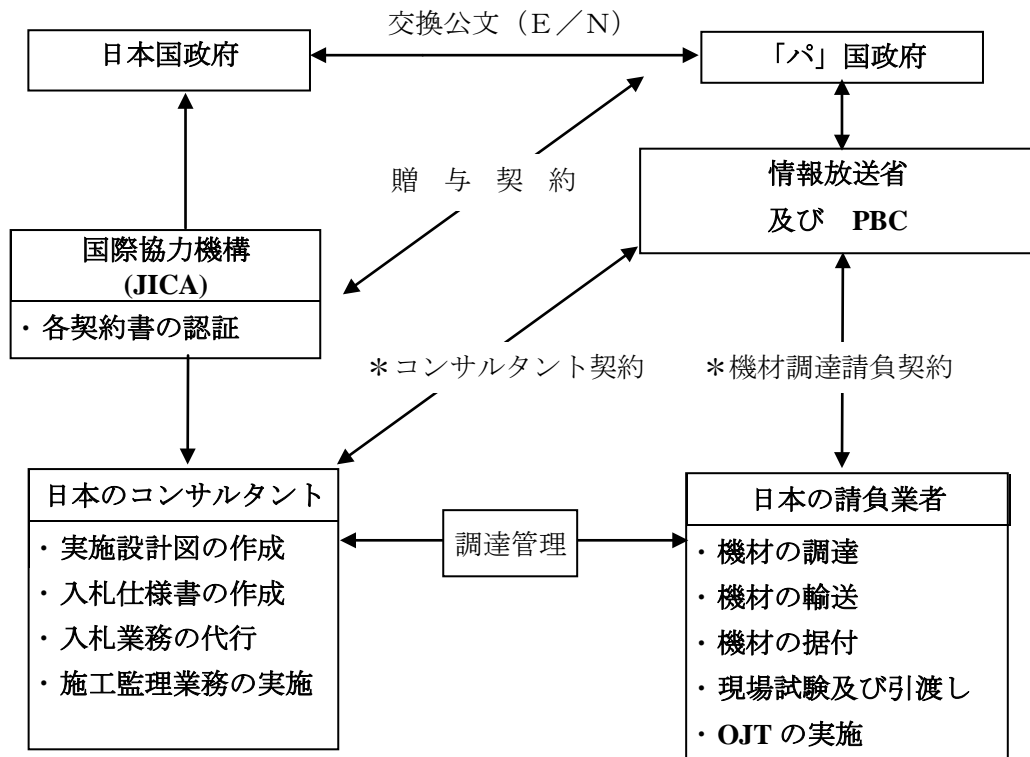 交換公文（Ｅ／Ｎ）
日本国政府
「パ」国政府
贈　与　契　約
情報放送省
及び　PBC
国際協力機構
(JICA)
・各契約書の認証
＊コンサルタント契約
＊機材調達請負契約
日本のコンサルタント
・実施設計図の作成
・入札仕様書の作成
・入札業務の代行
・施工監理業務の実施
調達管理
日本の請負業者
・機材の調達
・機材の輸送
・機材の据付
・現場試験及び引渡し
・OJT の実施